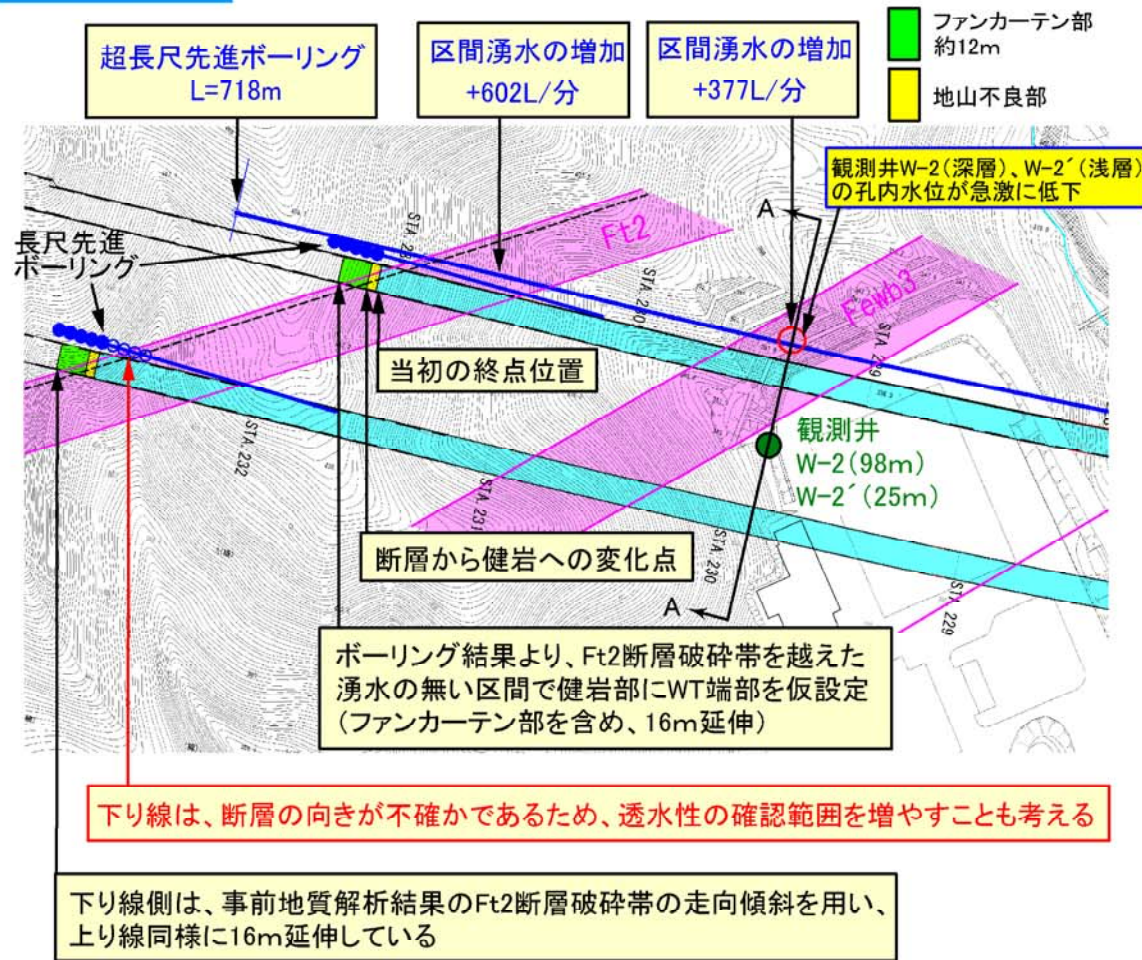 超長尺先進ボーリング
L=718m
区間湧水の増加
+602L/分
区間湧水の増加
+377L/分
ファンカーテン部
約12m
地山不良部
観測井W-2(深層)、W-2´(浅層)
の孔内水位が急激に低下
A
長尺先進
ボーリング
Ft2
Fewb3
STA. 230
STA. 229
当初の終点位置
観測井
W-2(98m)
W-2´(25m)
STA. 232
STA. 231
STA. 230
STA. 229
断層から健岩への変化点
A
ボーリング結果より、Ft2断層破砕帯を越えた
湧水の無い区間で健岩部にWT端部を仮設定
(ファンカーテン部を含め、16m延伸)
下り線は、断層の向きが不確かであるため、透水性の確認範囲を増やすことも考える
下り線側は、事前地質解析結果のFt2断層破砕帯の走向傾斜を用い、
上り線同様に16m延伸している